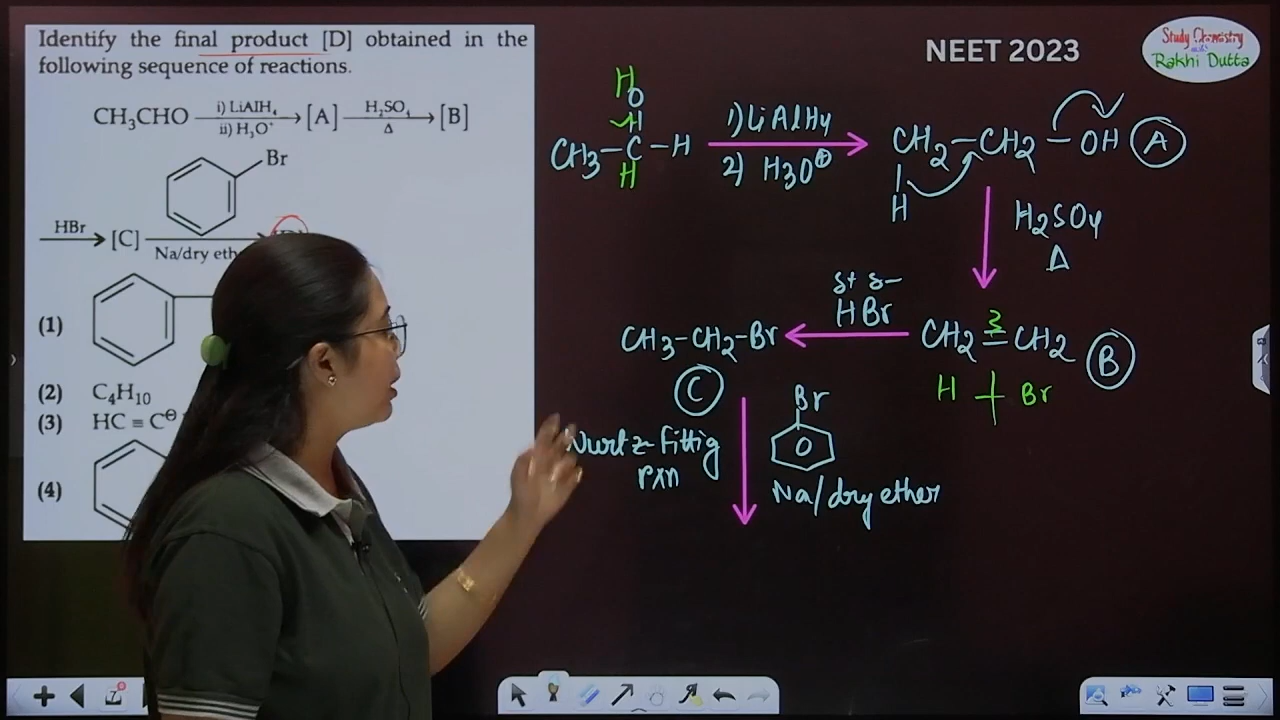 Identify the final product [D] obtained in the
following sequence of reactions.
CH₃CHO i) LiAlH₄ ii) H₃O⁺ [A] H₂SO₄ Δ [B]
Br
HBr [C] Na/dry
(1)
(2) C₄H₁₀
(3) HC ≡ C⊖
(4)
NEET 2023
Study Chemistry
with
Rakhi Dutta
H
O
H
CH₃-C-H
H
1) LiAlH₄
2) H₃O⊕
CH₂-CH₂-OH A
H
H₂SO₄
Δ
CH₂=CH₂ B
H Br
δ+ δ-
HBr
CH₃-CH₂-Br
C
Wurtz-Fittig
rxn
Br
Na/dry ether